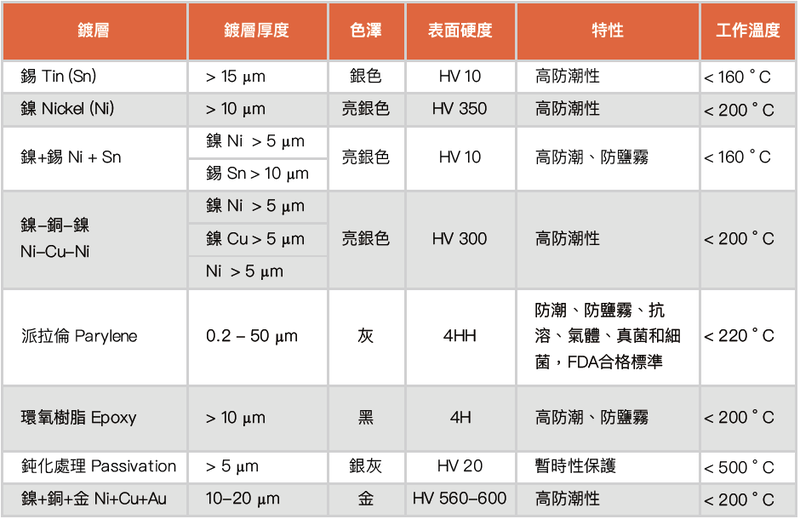 鍍層 鍍層厚度 色澤 表面硬度 特性 工作溫度
錫 Tin (Sn) > 15 μm 銀色 HV 10 高防潮性 < 160 ° C
鎳 Nickel (Ni) > 10 μm 亮銀色 HV 350 高防潮性 < 200 ° C
鎳+錫 Ni + Sn 鎳 Ni > 5 μm 亮銀色 HV 10 高防潮、防鹽霧 < 160 ° C
錫 Sn > 10 μm
鎳–銅–鎳
Ni–Cu–Ni
鎳 Ni > 5 μm
鎳 Cu > 5 μm 亮銀色 HV 300 高防潮性 < 200 ° C
Ni > 5 μm
派拉倫 Parylene 0.2 – 50 μm 灰 4HH
防潮、防鹽霧、抗
溶、氣體、真菌和細
菌，FDA合格標準
< 220 ° C
環氧樹脂 Epoxy > 10 μm 黑 4H 高防潮、防鹽霧 < 200 ° C
鈍化處理 Passivation > 5 μm 銀灰 HV 20 暫時性保護 < 500 ° C
鎳+銅+金 Ni+Cu+Au 10–20 μm 金 HV 560–600 高防潮性 < 200 ° C